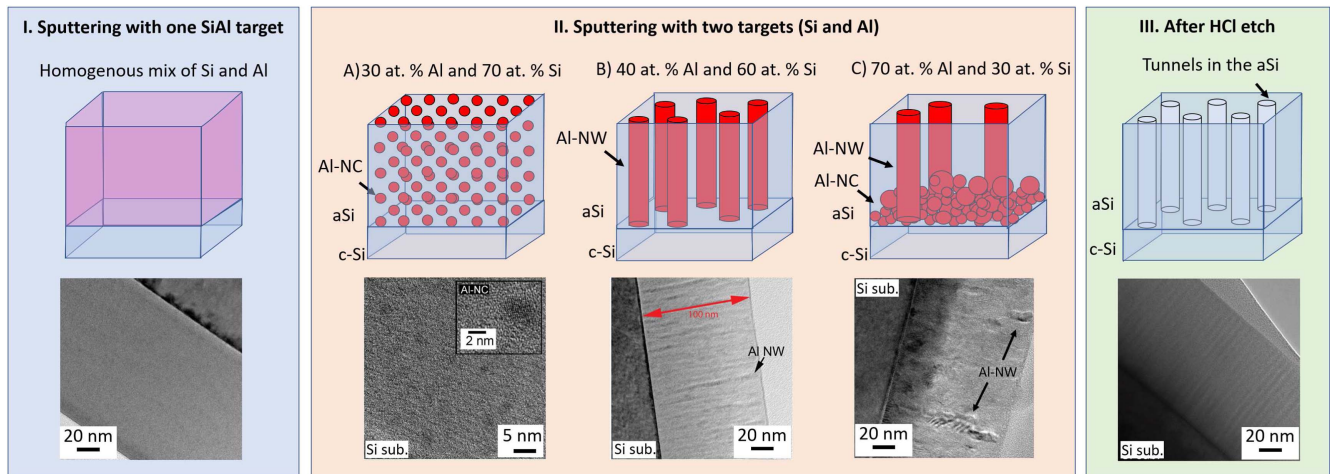 I. Sputtering with one SiAl target
Homogenous mix of Si and Al
20 nm
II. Sputtering with two targets (Si and Al)
A)30 at. % Al and 70 at. % Si
Al-NC
aSi
c-Si
Al-NC
2 nm
Si sub.
5 nm
B) 40 at. % Al and 60 at. % Si
Al-NW
aSi
c-Si
100 nm
Al NW
Si sub.
20 nm
C) 70 at. % Al and 30 at. % Si
Al-NW
Al-NC
aSi
c-Si
Si sub.
Al-NW
20 nm
III. After HCl etch
Tunnels in the aSi
aSi
c-Si
Si sub.
20 nm